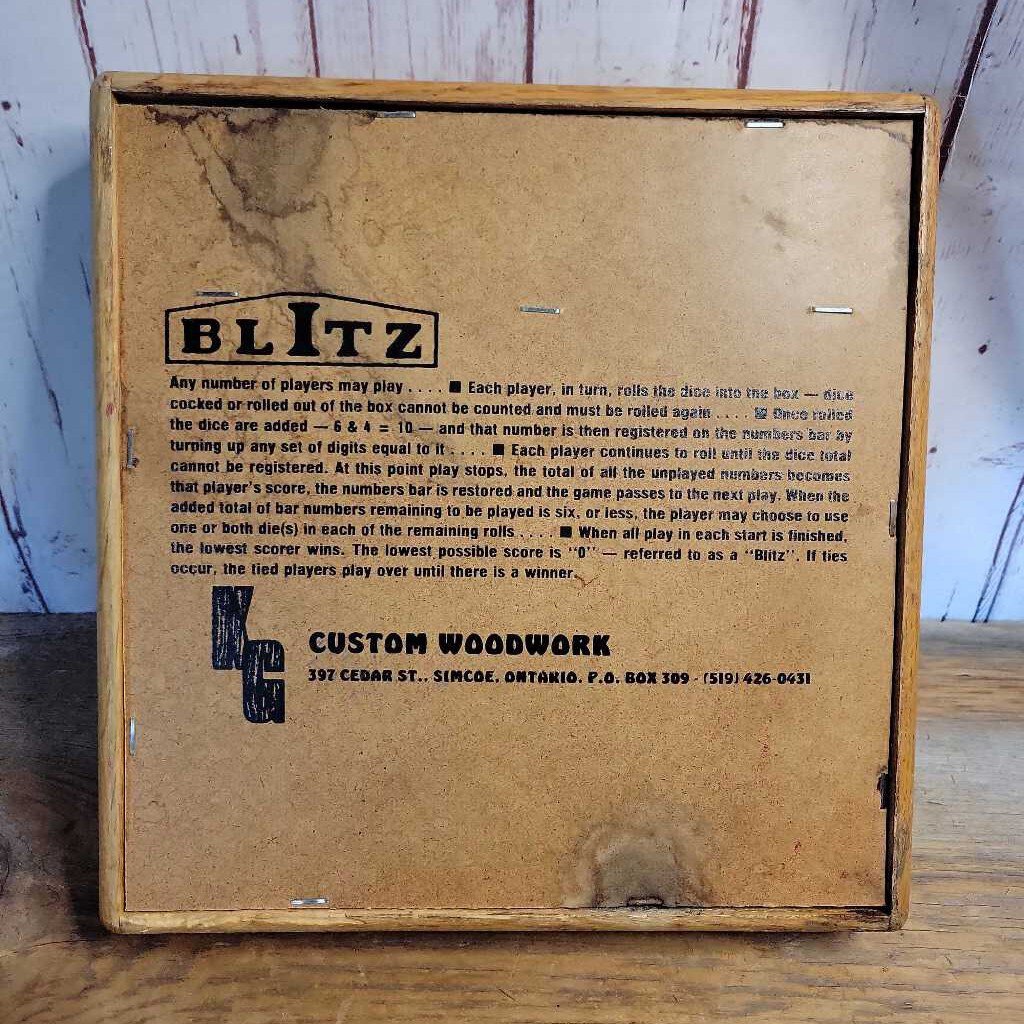 BLITZ
Any number of players may play . . . . ■ Each player, in turn, rolls the dice into the box — dice
cocked or rolled out of the box cannot be counted and must be rolled again . . . . ■ Once rolled
the dice are added — 6 & 4 = 10 — and that number is then registered on the numbers bar by
turning up any set of digits equal to it . . . . ■ Each player continues to roll until the dice total
cannot be registered. At this point play stops, the total of all the unplayed numbers becomes
that player's score, the numbers bar is restored and the game passes to the next play. When the
added total of bar numbers remaining to be played is six, or less, the player may choose to use
one or both die(s) in each of the remaining rolls . . . . ■ When all play in each start is finished,
the lowest scorer wins. The lowest possible score is "0" — referred to as a "Blitz". If ties
occur, the tied players play over until there is a winner.
KG
CUSTOM WOODWORK
397 CEDAR ST., SIMCOE, ONTARIO. P.O. BOX 309 - (519) 426-0431